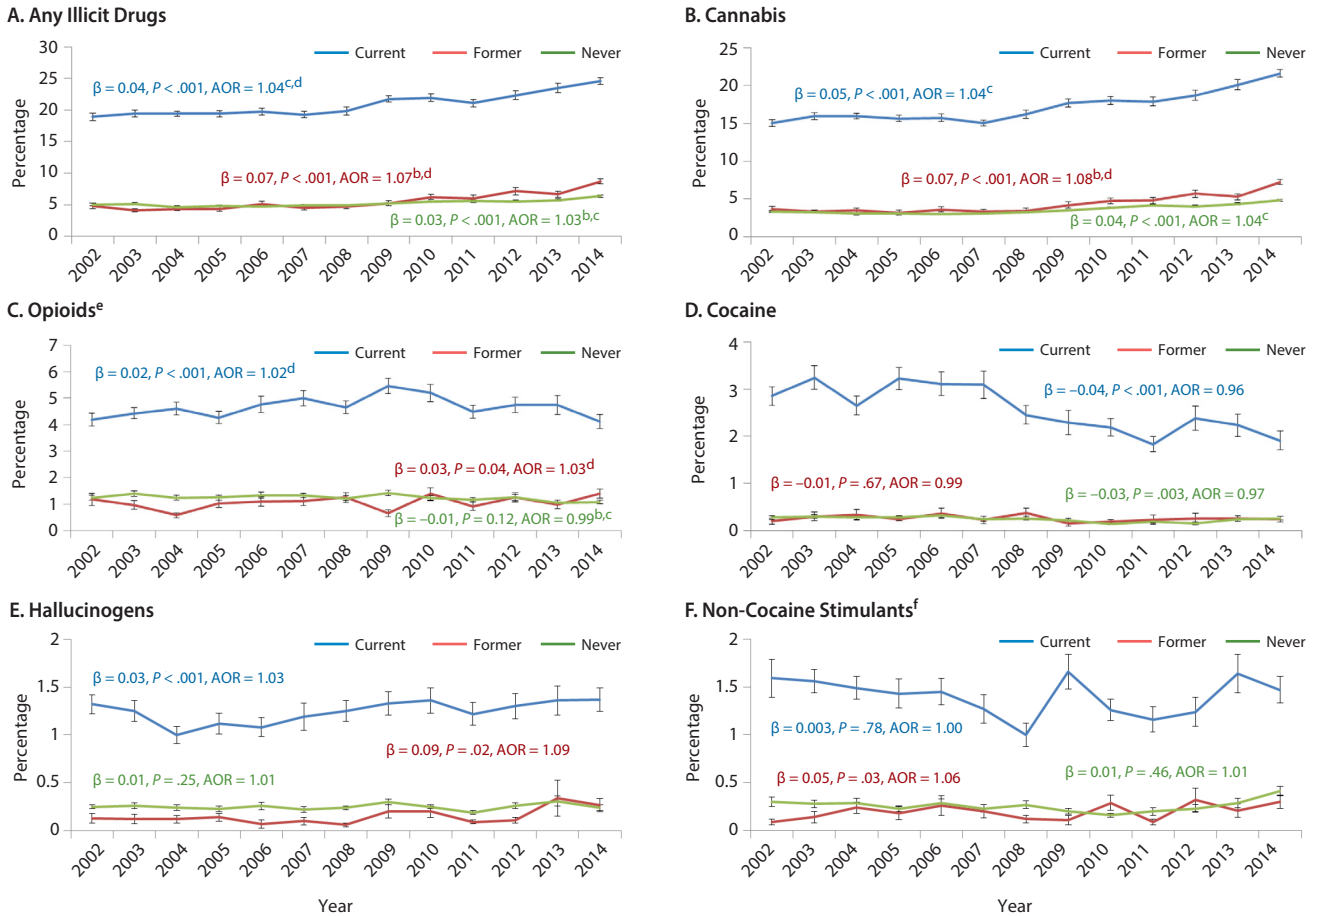 A. Any Illicit Drugs
Current Former Never
β = 0.04, P < .001, AOR = 1.04c,d
β = 0.07, P < .001, AOR = 1.07b,d
β = 0.03, P < .001, AOR = 1.03b,c
Percentage
30
25
20
15
10
5
0
2002 2003 2004 2005 2006 2007 2008 2009 2010 2011 2012 2013 2014
B. Cannabis
Current Former Never
β = 0.05, P < .001, AOR = 1.04c
β = 0.07, P < .001, AOR = 1.08b,d
β = 0.04, P < .001, AOR = 1.04c
Percentage
25
20
15
10
5
0
2002 2003 2004 2005 2006 2007 2008 2009 2010 2011 2012 2013 2014
C. Opioidse
Current Former Never
β = 0.02, P < .001, AOR = 1.02d
β = 0.03, P = 0.04, AOR = 1.03d
β = –0.01, P = 0.12, AOR = 0.99b,c
Percentage
7
6
5
4
3
2
1
0
2002 2003 2004 2005 2006 2007 2008 2009 2010 2011 2012 2013 2014
D. Cocaine
Current Former Never
β = –0.04, P < .001, AOR = 0.96
β = –0.01, P = .67, AOR = 0.99
β = –0.03, P = .003, AOR = 0.97
Percentage
4
3
2
1
0
2002 2003 2004 2005 2006 2007 2008 2009 2010 2011 2012 2013 2014
E. Hallucinogens
Current Former Never
β = 0.03, P < .001, AOR = 1.03
β = 0.09, P = .02, AOR = 1.09
β = 0.01, P = .25, AOR = 1.01
Percentage
2
1.5
1
0.5
0
2002 2003 2004 2005 2006 2007 2008 2009 2010 2011 2012 2013 2014
Year
F. Non-Cocaine Stimulantsf
Current Former Never
β = 0.003, P = .78, AOR = 1.00
β = 0.05, P = .03, AOR = 1.06
β = 0.01, P = .46, AOR = 1.01
Percentage
2
1.5
1
0.5
0
2002 2003 2004 2005 2006 2007 2008 2009 2010 2011 2012 2013 2014
Year